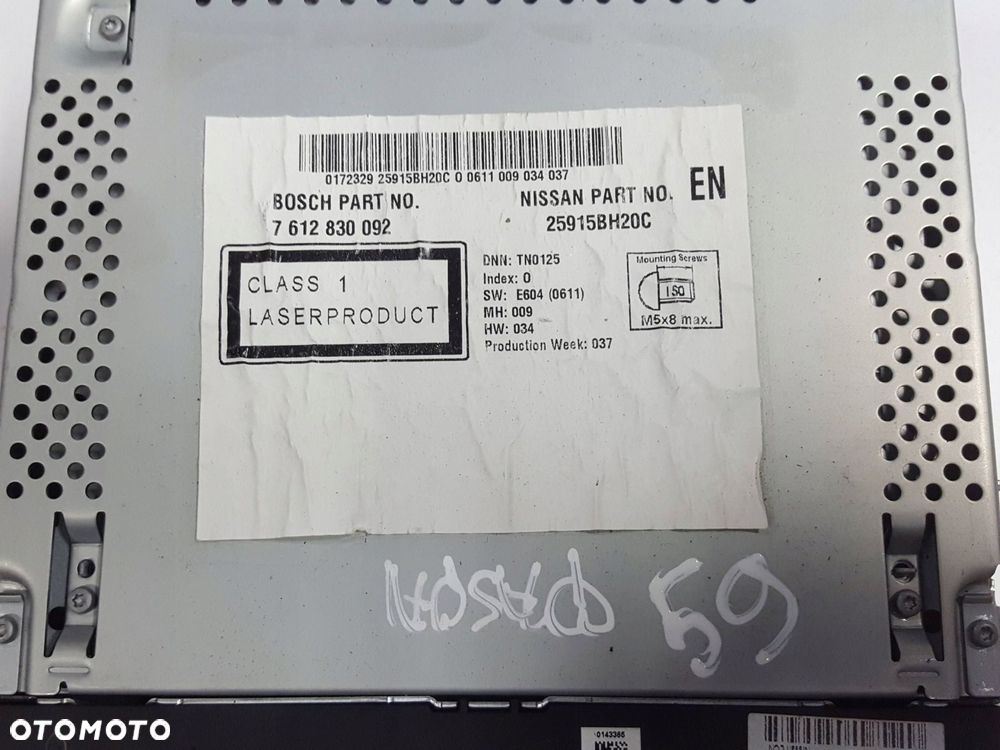 0172329 25915BH20C 0 0611 009 034 037
BOSCH PART NO.
7 612 830 092
NISSAN PART NO.
25915BH20C
EN
CLASS 1
LASERPRODUCT
DNN: TN0125
Index: 0
SW: E604 (0611)
MH: 009
HW: 034
Production Week: 037
Mounting Screws
ISO
M5x8 max.
59
0143365
OTOMOTO